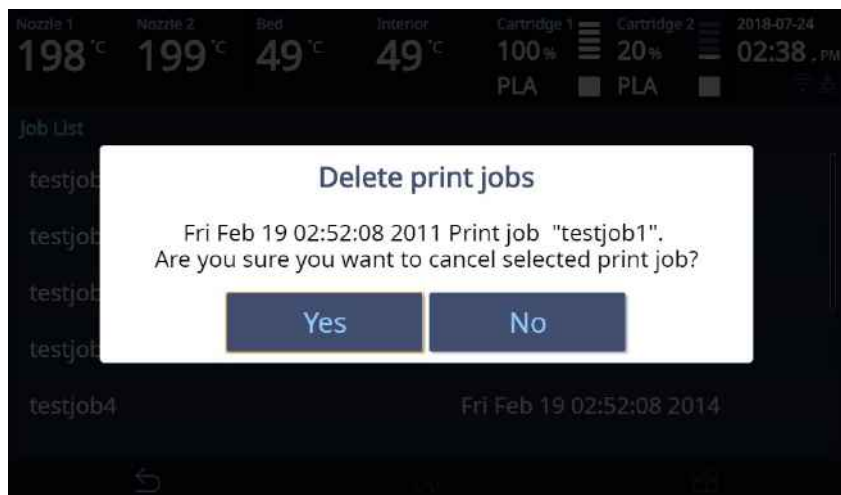 Nozzle 1 Nozzle 2 Bed Interior Cartridge 1 Cartridge 2 2018-07-24
198 °C 199 °C 49 °C 49 °C 100 % 20 % 02:38 . PM
PLA PLA
Job List
testjob
Delete print jobs
testjob
Fri Feb 19 02:52:08 2011 Print job "testjob1".
Are you sure you want to cancel selected print job?
testjob
Yes No
testjob
testjob4 Fri Feb 19 02:52:08 2014